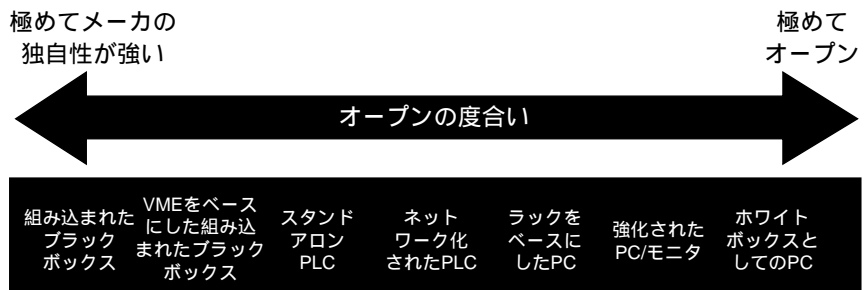 極めてメーカの
独自性が強い
極めて
オープン
オープンの度合い
組み込まれた
ブラック
ボックス
VMEをベース
にした組み込
まれたブラック
ボックス
スタンド
アロン
PLC
ネット
ワーク化
されたPLC
ラックを
ベースに
したPC
強化された
PC/モニタ
ホワイト
ボックスと
してのPC